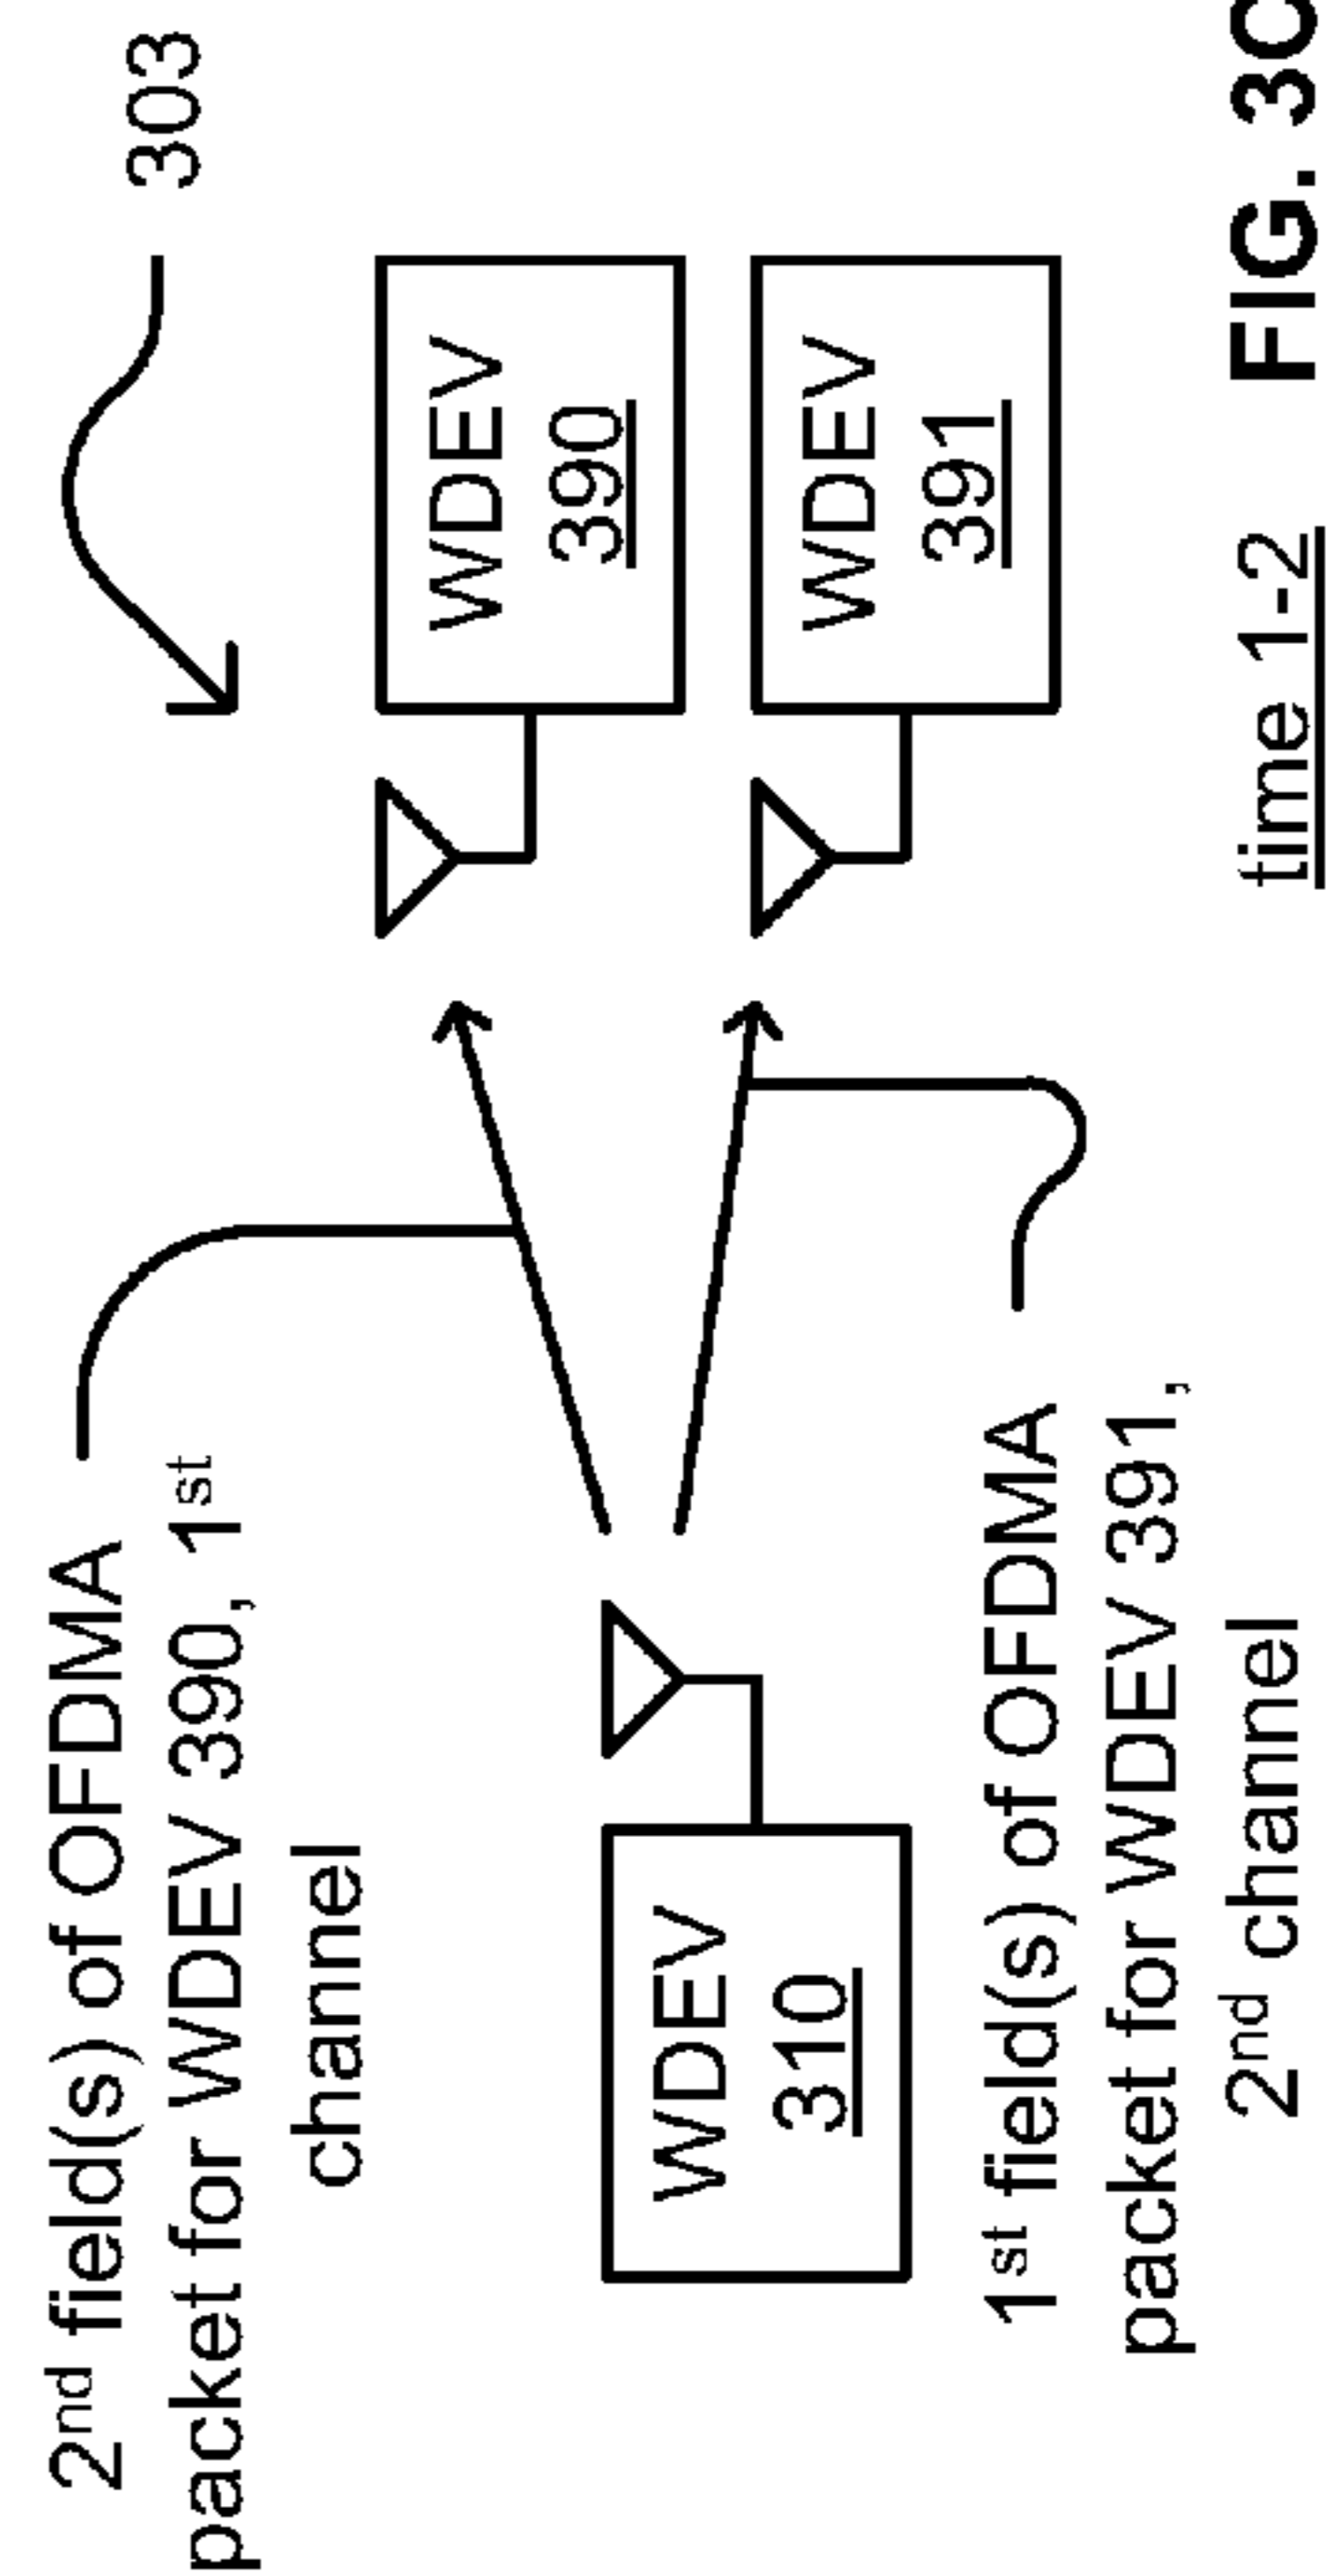 2nd field(s) of OFDMA
packet for WDEV 390, 1st
channel
303
WDEV
390
WDEV
310
WDEV
391
1st field(s) of OFDMA
packet for WDEV 391,
2nd channel
time 1-2
FIG. 3C